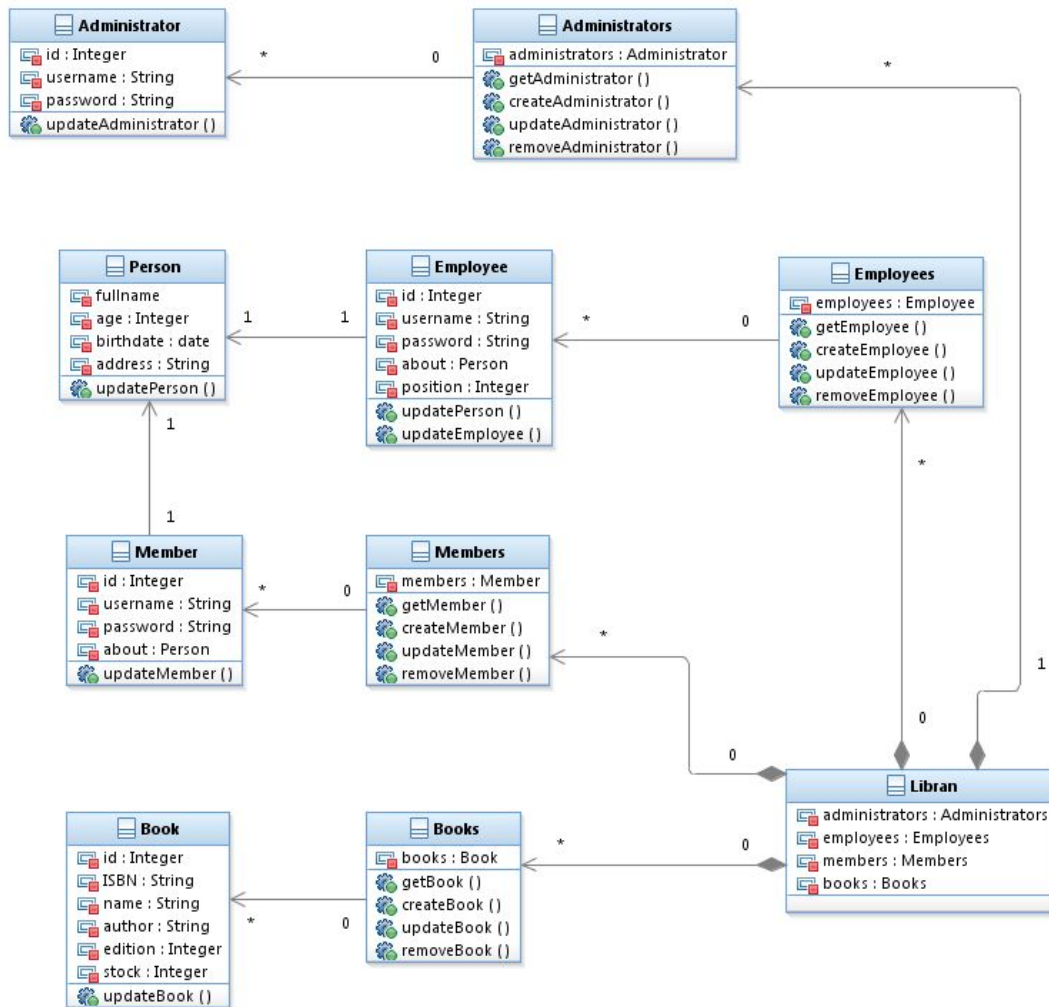 Administrator
id : Integer
username : String
password : String
updateAdministrator ( )
*
0
Administrators
administrators : Administrator
getAdministrator ( )
createAdministrator ( )
updateAdministrator ( )
removeAdministrator ( )
*
1
Person
fullname
age : Integer
birthdate : date
address : String
updatePerson ( )
1
1
Employee
id : Integer
username : String
password : String
about : Person
position : Integer
updatePerson ( )
updateEmployee ( )
*
0
Employees
employees : Employee
getEmployee ( )
createEmployee ( )
updateEmployee ( )
removeEmployee ( )
*
0
1
1
Member
id : Integer
username : String
password : String
about : Person
updateMember ( )
*
0
Members
members : Member
getMember ( )
createMember ( )
updateMember ( )
removeMember ( )
*
0
Book
id : Integer
ISBN : String
name : String
author : String
edition : Integer
stock : Integer
updateBook ( )
*
0
Books
books : Book
getBook ( )
createBook ( )
updateBook ( )
removeBook ( )
*
0
Libran
administrators : Administrators
employees : Employees
members : Members
books : Books